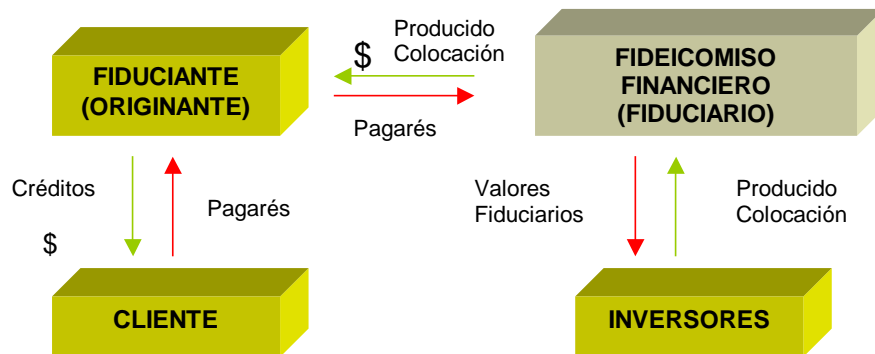 Producido
Colocación
$
FIDUCIANTE
(ORIGINANTE)
FIDEICOMISO
FINANCIERO
(FIDUCIARIO)
Pagarés
Créditos
$
Pagarés
Valores
Fiduciarios
Producido
Colocación
CLIENTE
INVERSORES